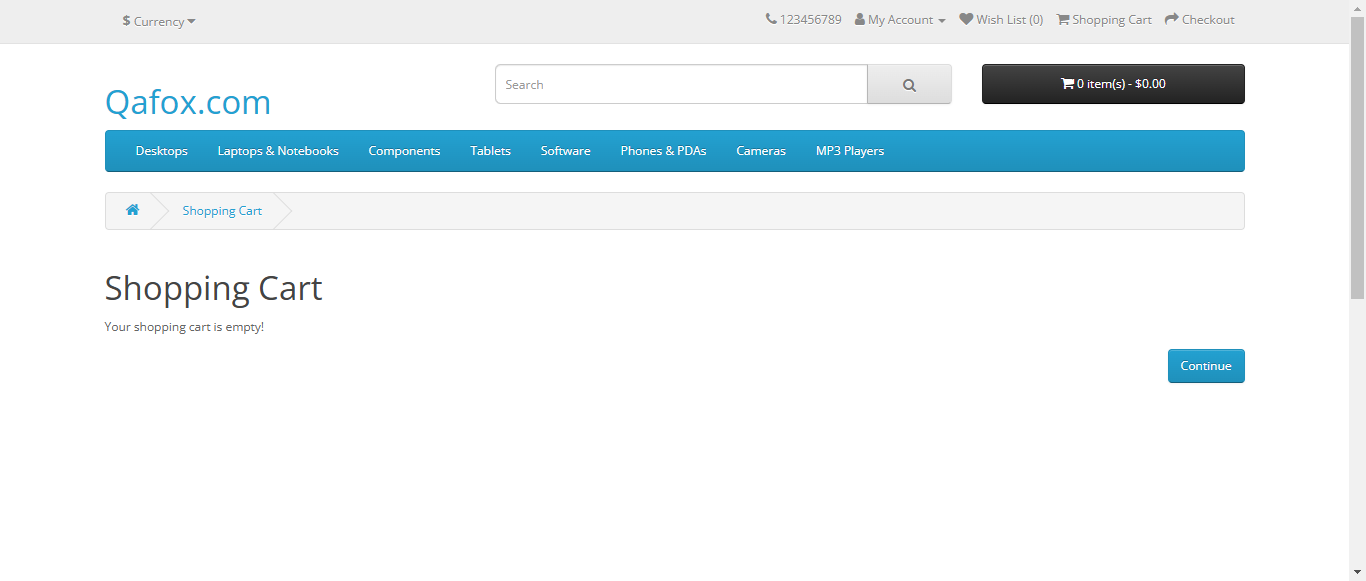 $ Currency
123456789 My Account Wish List (0) Shopping Cart Checkout
Qafox.com
Search
0 item(s) - $0.00
Desktops Laptops & Notebooks Components Tablets Software Phones & PDAs Cameras MP3 Players
Shopping Cart
Shopping Cart
Your shopping cart is empty!
Continue